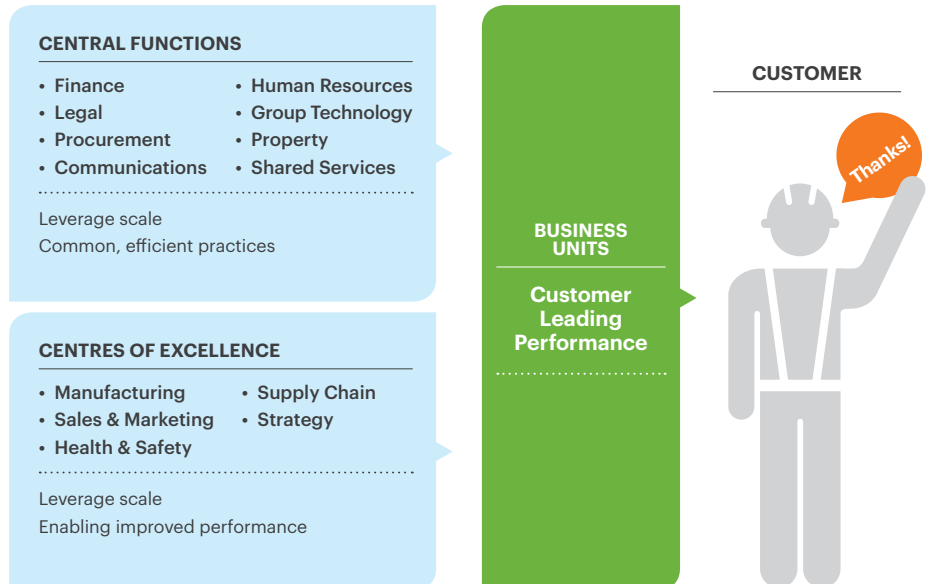 CENTRAL FUNCTIONS
• Finance
• Legal
• Procurement
• Communications
• Human Resources
• Group Technology
• Property
• Shared Services
Leverage scale
Common, efficient practices
CENTRES OF EXCELLENCE
• Manufacturing
• Sales & Marketing
• Health & Safety
• Supply Chain
• Strategy
Leverage scale
Enabling improved performance
BUSINESS
UNITS
Customer
Leading
Performance
CUSTOMER
Thanks!